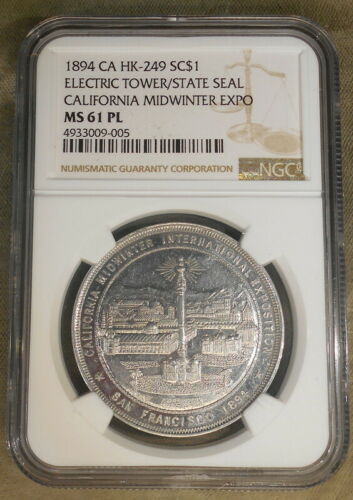 1894 CA HK-249 SC$1
ELECTRIC TOWER/STATE SEAL
CALIFORNIA MIDWINTER EXPO
MS 61 PL
4933009-005
NUMISMATIC GUARANTY CORPORATION
NGC®
CALIFORNIA MIDWINTER INTERNATIONAL EXPOSITION
SAN FRANCISCO 1894